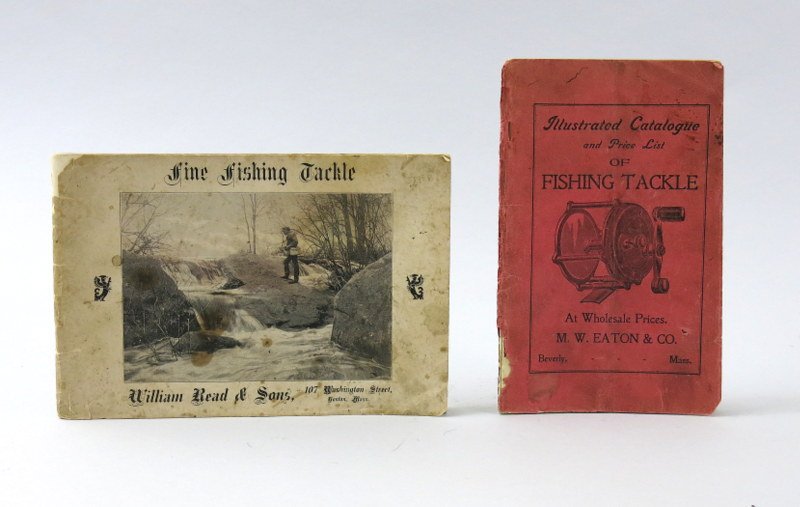 Fine Fishing Tackle
William Read & Sons, 107 Washington Street,
Boston, Mass.
Illustrated Catalogue
and Price List
OF
FISHING TACKLE
At Wholesale Prices.
M. W. EATON & CO.
Beverly, - - - Mass.